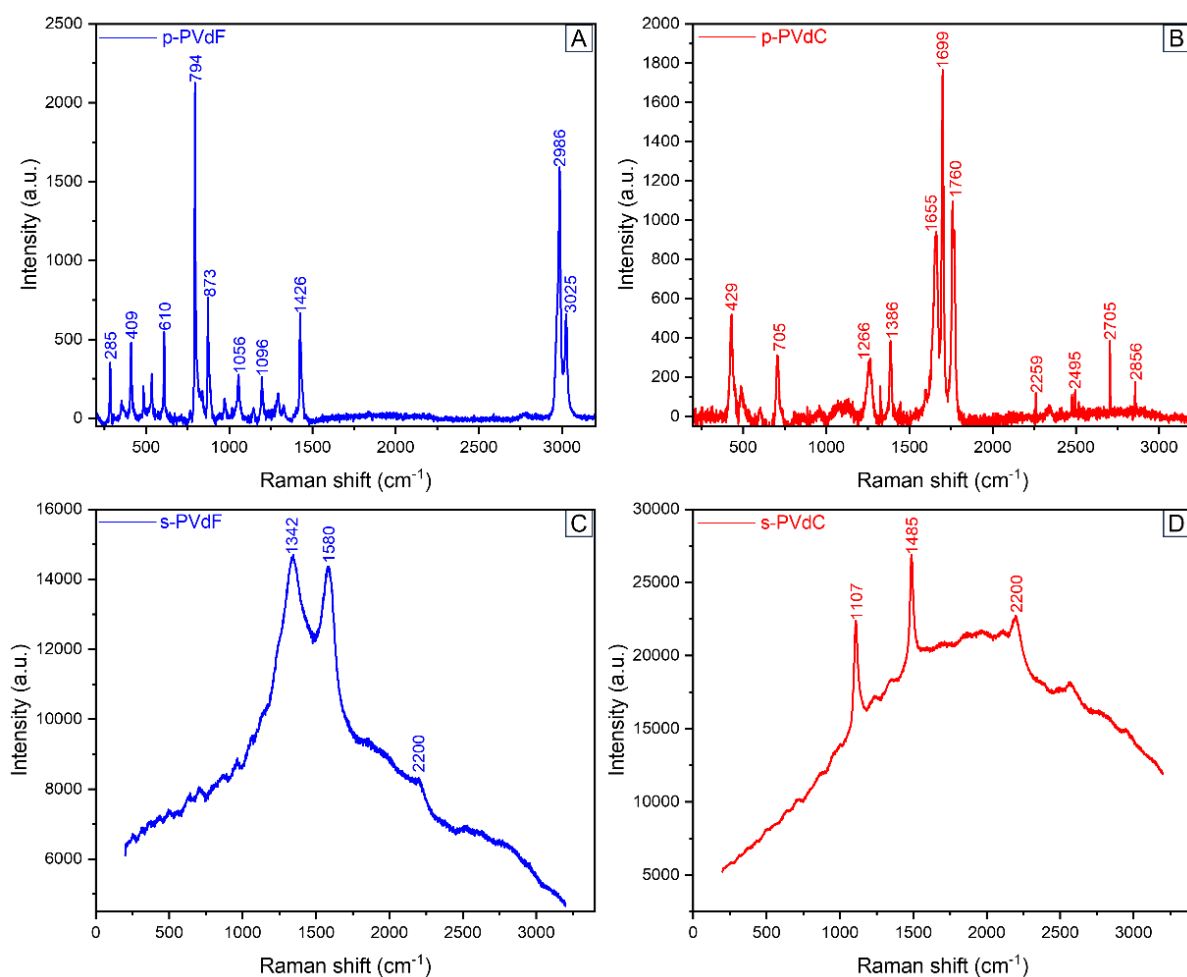 p-PVdF
A
794
2986
873
3025
1426
610
409
285
1056
1096
2500
2000
1500
1000
500
0
Intensity (a.u.)
500 1000 1500 2000 2500 3000
Raman shift (cm-1)
p-PVdC
B
1699
1760
1655
429
705
1266
1386
2259
2495
2705
2856
2000
1800
1600
1400
1200
1000
800
600
400
200
0
Intensity (a.u.)
500 1000 1500 2000 2500 3000
Raman shift (cm-1)
s-PVdF
C
1342
1580
2200
16000
14000
12000
10000
8000
6000
Intensity (a.u.)
0 500 1000 1500 2000 2500 3000
Raman shift (cm-1)
s-PVdC
D
1107
1485
2200
30000
25000
20000
15000
10000
5000
Intensity (a.u.)
0 500 1000 1500 2000 2500 3000
Raman shift (cm-1)